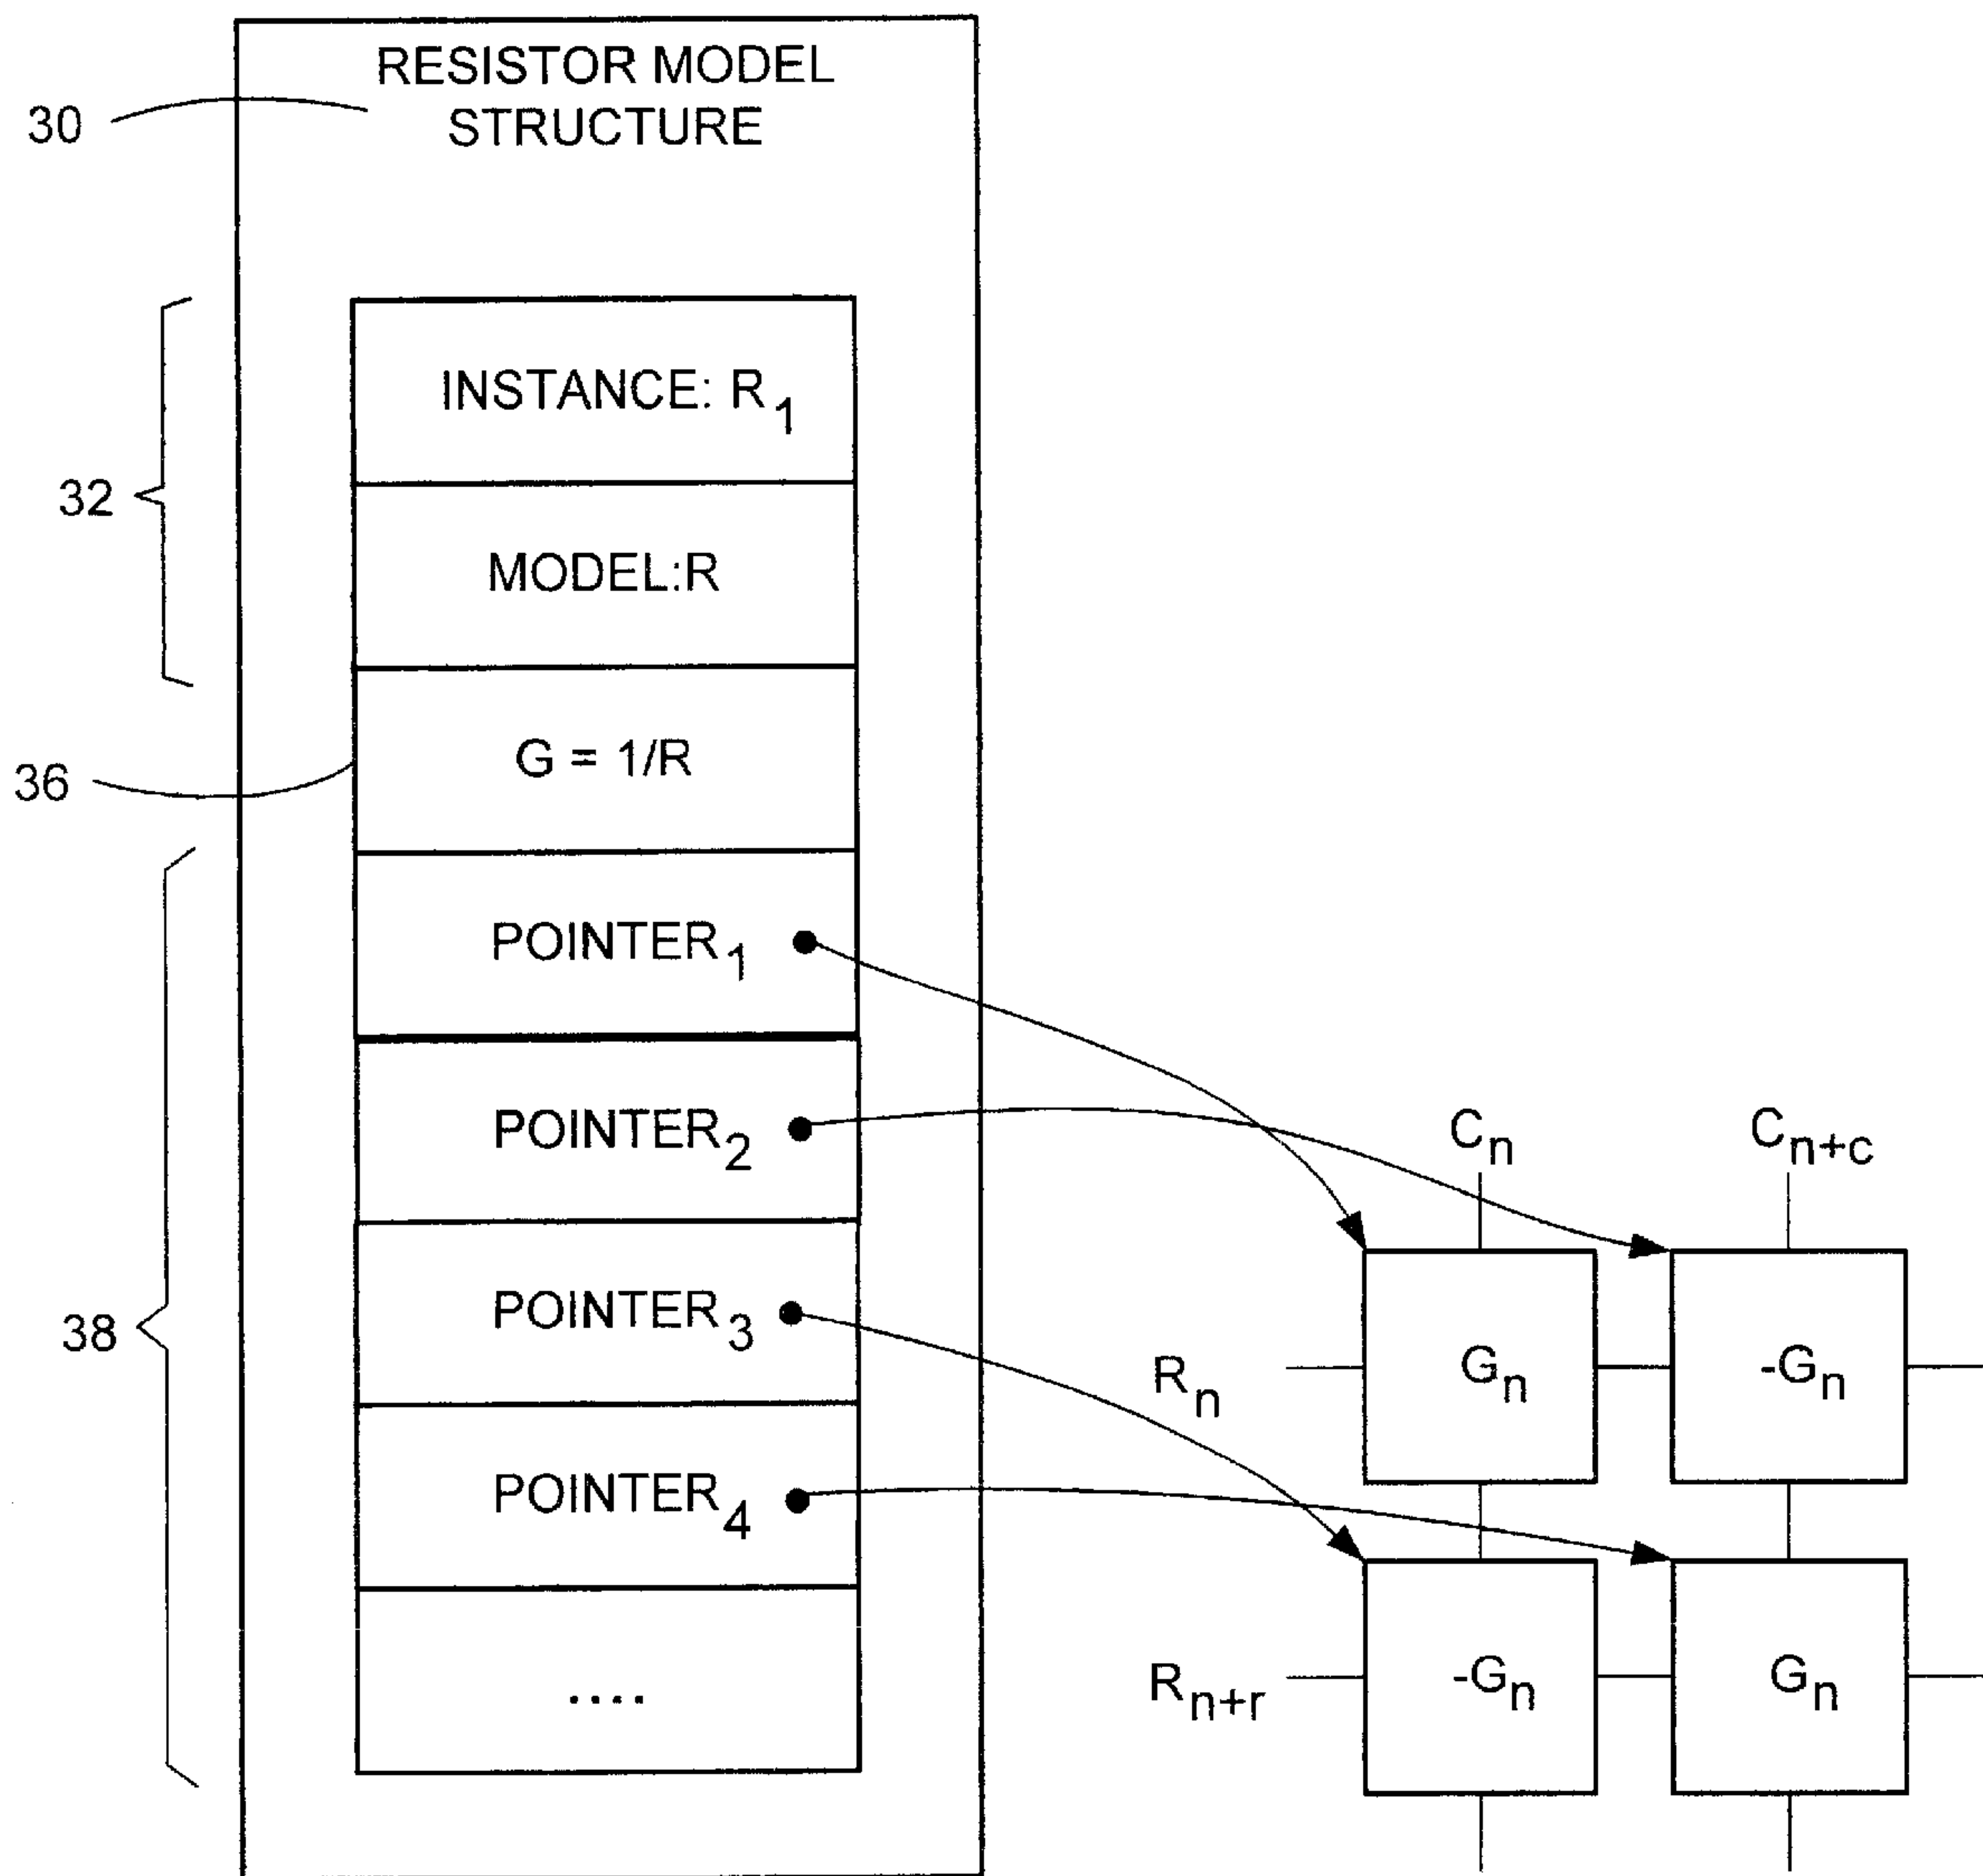 RESISTOR MODEL
STRUCTURE
30
INSTANCE: R1
32
MODEL:R
G = 1/R
36
POINTER1
POINTER2
Cn
Cn+c
POINTER3
38
Rn
Gn
-Gn
POINTER4
....
Rn+r
-Gn
Gn